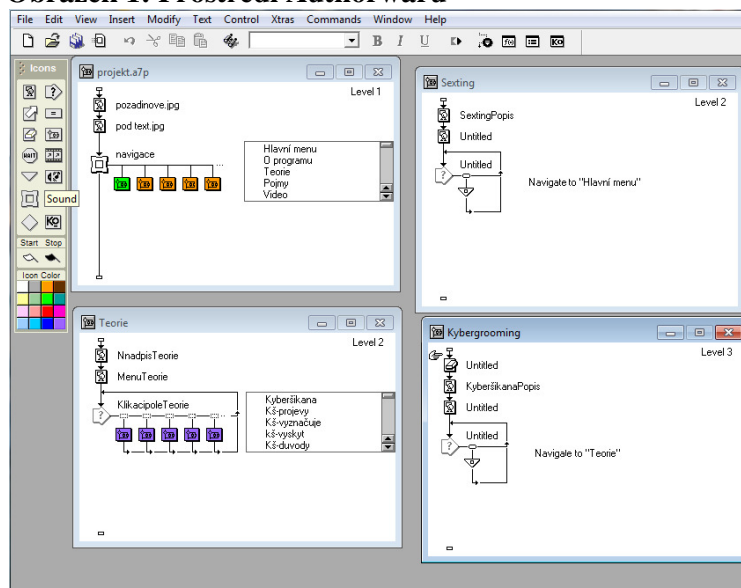 Obrázek 1: Prostředí Authorwaru
File Edit View Insert Modify Text Control Xtras Commands Window Help
B I U
Icons
WAIT
Sound
Start Stop
Icon Color
projekt.a7p
Level 1
pozadinove.jpg
pod text.jpg
navigace
Hlavní menu
O programu
Teorie
Pojmy
Video
Sexting
Level 2
SextingPopis
Untitled
Untitled
Navigate to "Hlavní menu"
Teorie
Level 2
NnadpisTeorie
MenuTeorie
KlikacipoleTeorie
Kyberšikana
Kš-projevy
Kš-vyznačuje
kš-vyskyt
Kš-duvody
Kybergrooming
Level 3
Untitled
KyberšikanaPopis
Untitled
Untitled
Navigate to "Teorie"